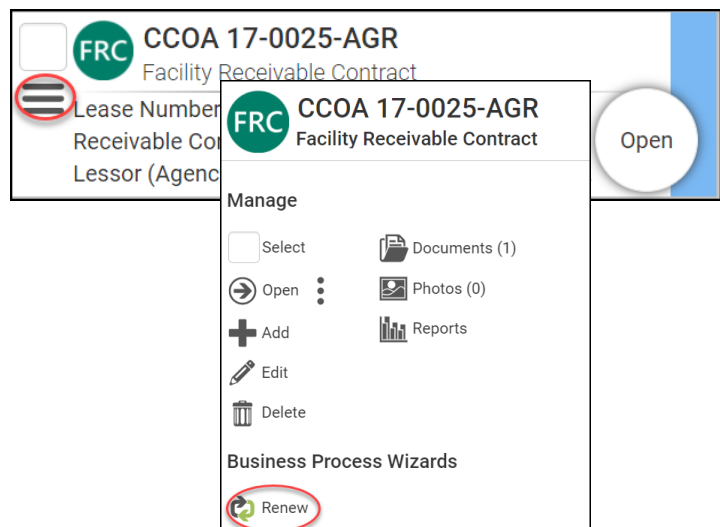 FRC CCOA 17-0025-AGR
Facility Receivable Contract
Lease Number
Receivable Co
Lessor (Agenc
Open
FRC CCOA 17-0025-AGR
Facility Receivable Contract
Manage
Select Documents (1)
Open Photos (0)
Add Reports
Edit
Delete
Business Process Wizards
Renew